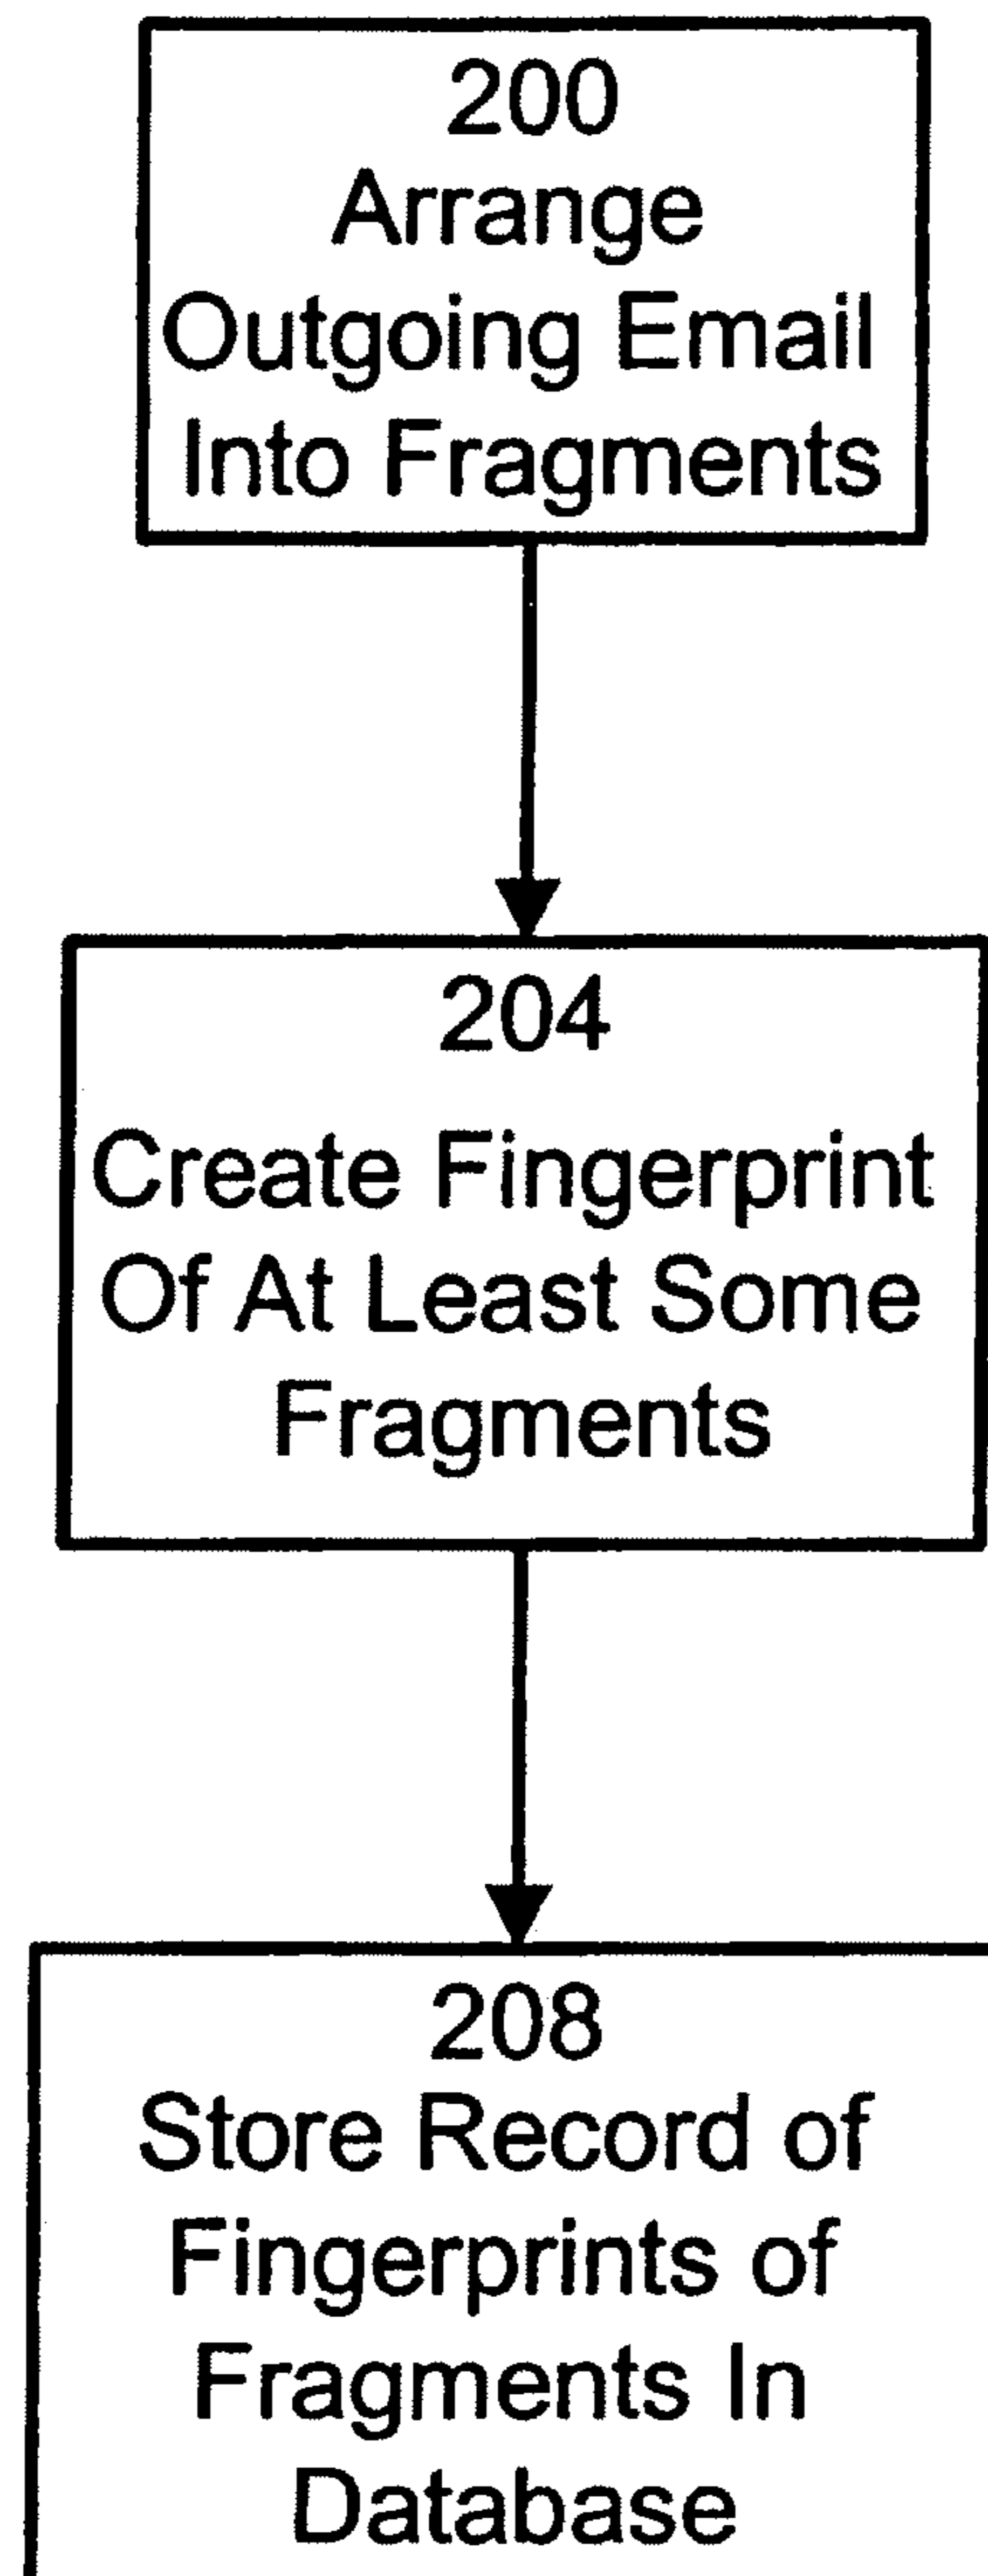 200
Arrange
Outgoing Email
Into Fragments
204
Create Fingerprint
Of At Least Some
Fragments
208
Store Record of
Fingerprints of
Fragments In
Database